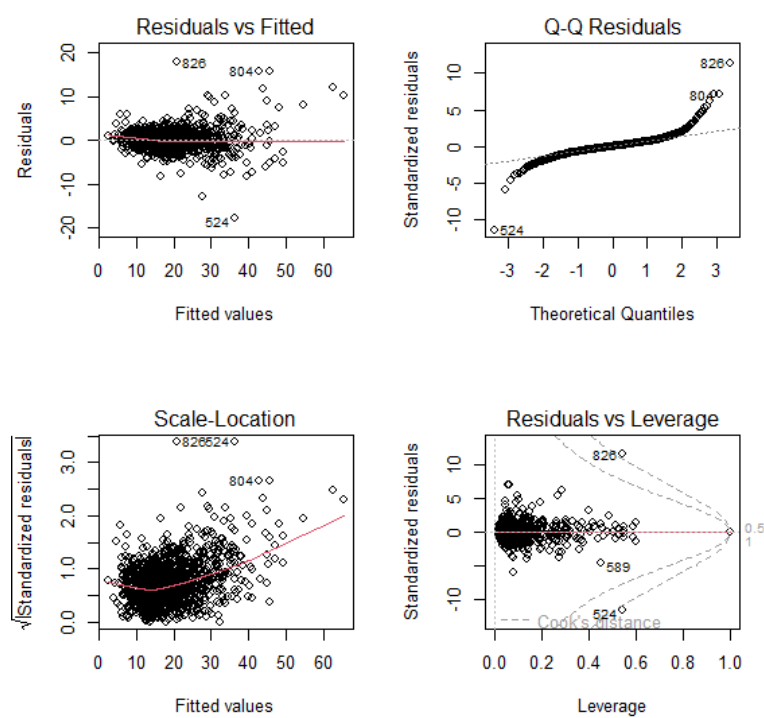 Residuals vs Fitted
Residuals
20
10
0
-10
-20
826
804
524
0 10 20 30 40 50 60
Fitted values
Q-Q Residuals
Standardized residuals
10
5
0
-5
-10
826
804
524
-3 -2 -1 0 1 2 3
Theoretical Quantiles
Scale-Location
√|Standardized residuals|
3.0
2.0
1.0
0.0
826524
804
0 10 20 30 40 50 60
Fitted values
Residuals vs Leverage
Standardized residuals
10
5
0
-5
-10
826
589
524
Cook's distance
0.5
1
0.0 0.2 0.4 0.6 0.8 1.0
Leverage